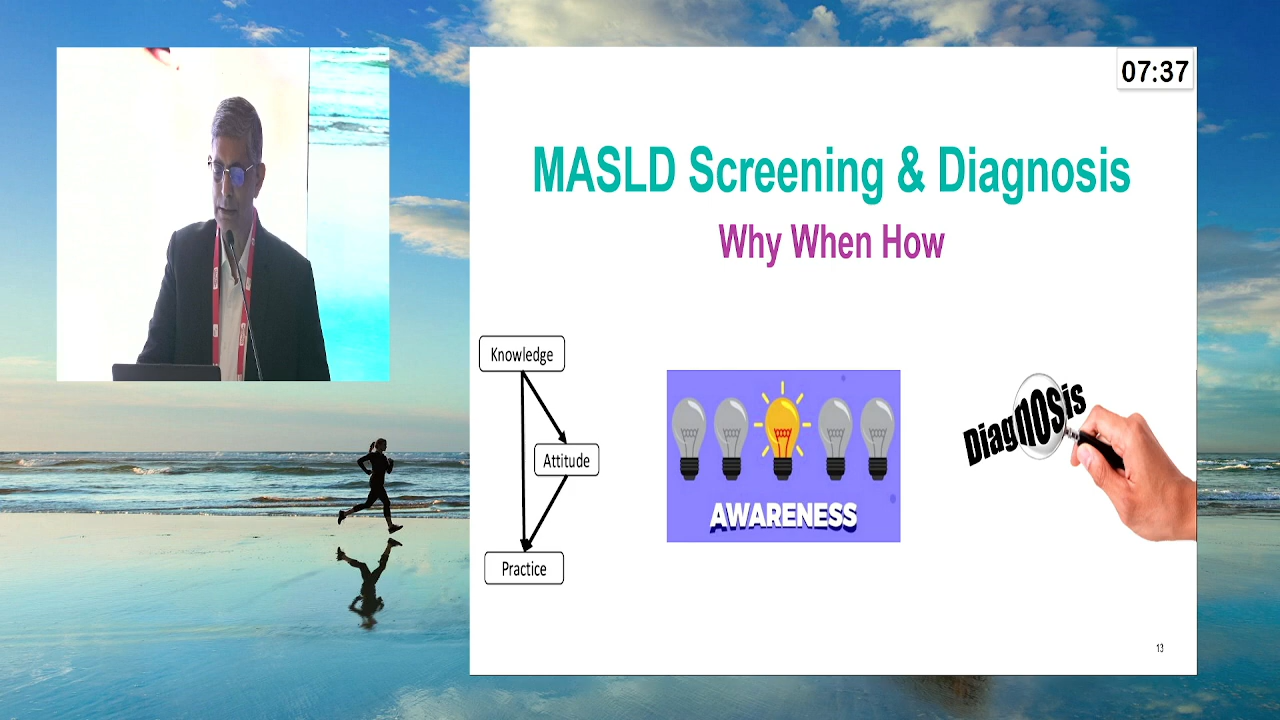 07:37
MASLD Screening & Diagnosis
Why When How
Knowledge
Attitude
Practice
AWARENESS
Diagnosis
13